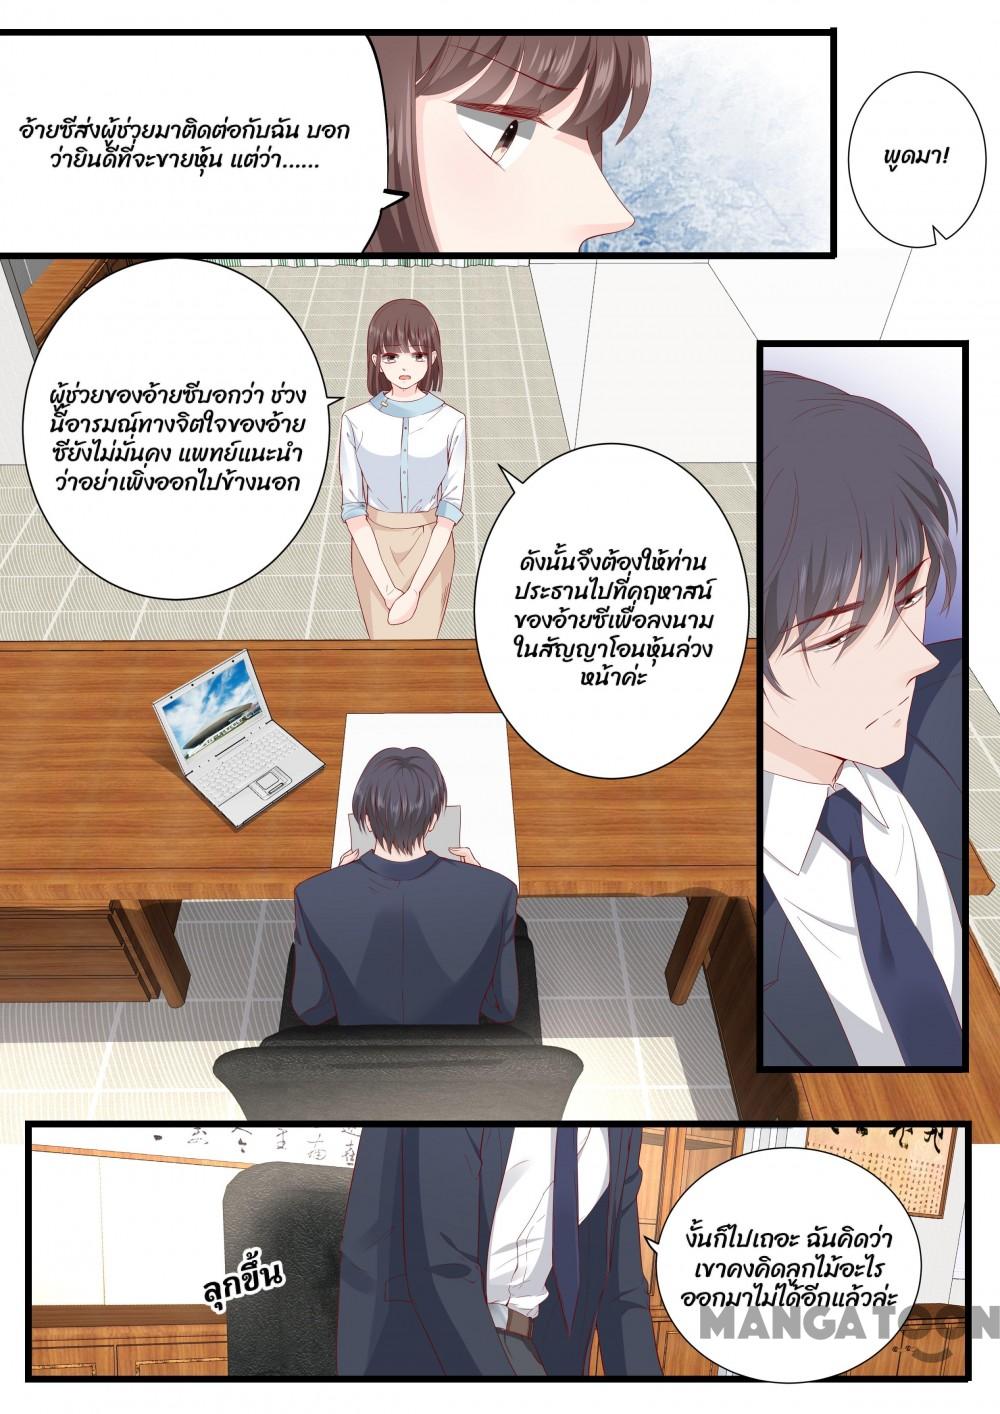 อ้ายซีส่งผู้ช่วยมาติดต่อกับฉัน บอก
ว่ายินดีที่จะขายหุ้น แต่ว่า......
พูดมา!
ผู้ช่วยของอ้ายซีบอกว่า ช่วง
นี้อารมณ์ทางจิตใจของอ้าย
ซียังไม่มั่นคง แพทย์แนะนำ
ว่าอย่าเพิ่งออกไปข้างนอก
ดังนั้นจึงต้องให้ท่าน
ประธานไปที่คฤหาสน์
ของอ้ายซีเพื่อลงนาม
ในสัญญาโอนหุ้นล่วง
หน้าค่ะ
ลุกขึ้น
งั้นก็ไปเถอะ ฉันคิดว่า
เขาคงคิดลูกไม้อะไร
ออกมาไม่ได้อีกแล้วล่ะ
MANGATOON